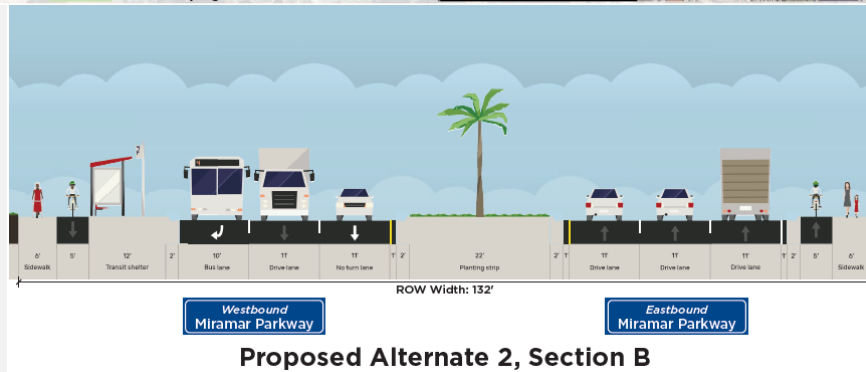 6' 5' 12' 2' 10' 11' 11' 1' 2' 22' 2' 1' 11' 11' 11' 1' 2' 5' 6'
Sidewalk Transit shelter Bus lane Drive lane No turn lane Planting strip Drive lane Drive lane Drive lane Sidewalk
ROW Width: 132'
Westbound
Miramar Parkway
Eastbound
Miramar Parkway
Proposed Alternate 2, Section B